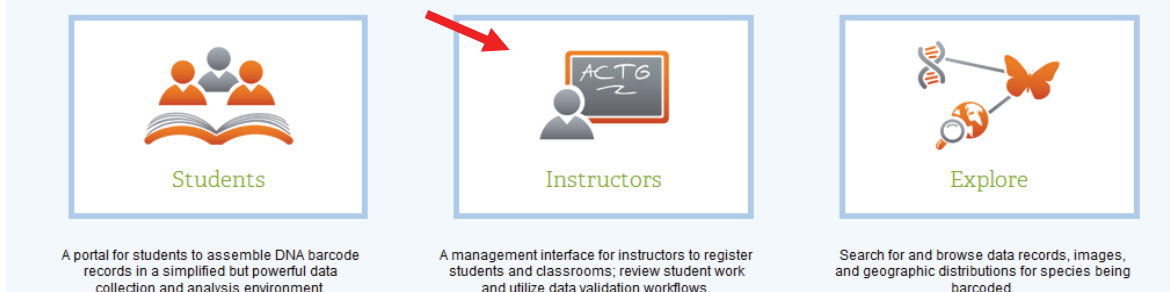 ACTG
Students
Instructors
Explore
A portal for students to assemble DNA barcode
records in a simplified but powerful data
collection and analysis environment.
A management interface for instructors to register
students and classrooms; review student work
and utilize data validation workflows.
Search for and browse data records, images,
and geographic distributions for species being
barcoded.